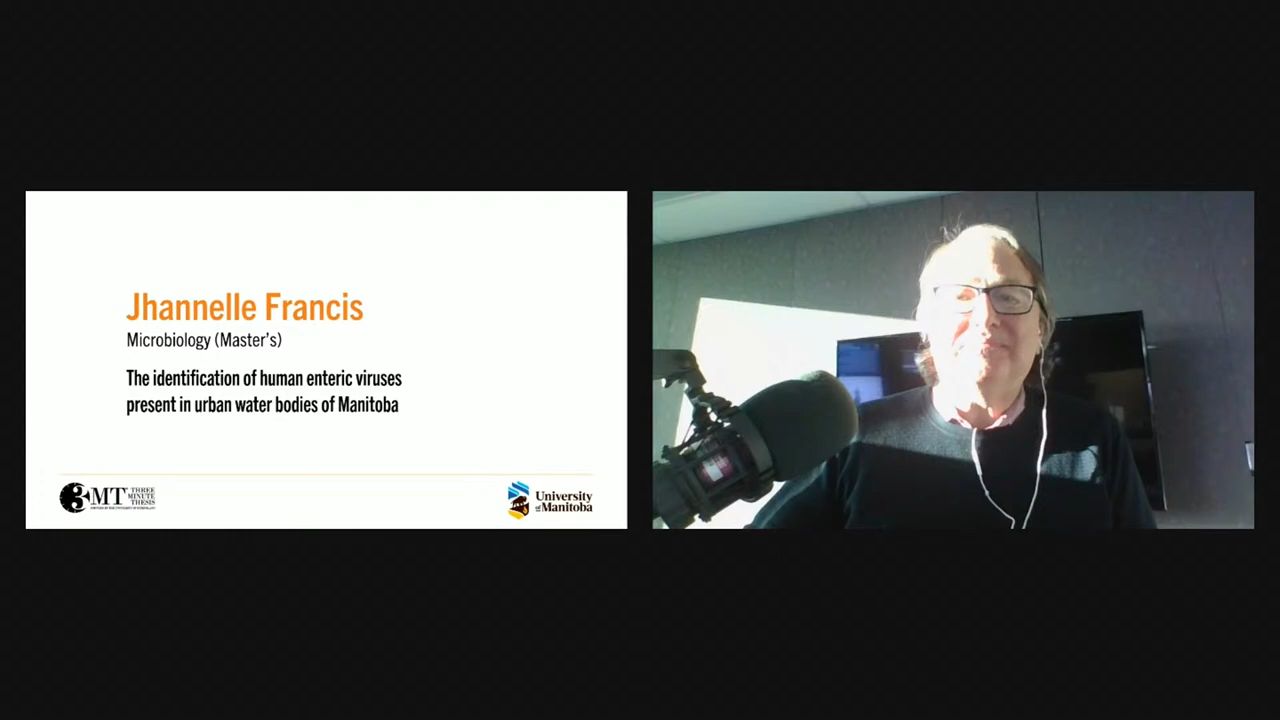 Jhannelle Francis
Microbiology (Master's)
The identification of human enteric viruses
present in urban water bodies of Manitoba
3MT THREE
MINUTE
THESIS
University
of Manitoba